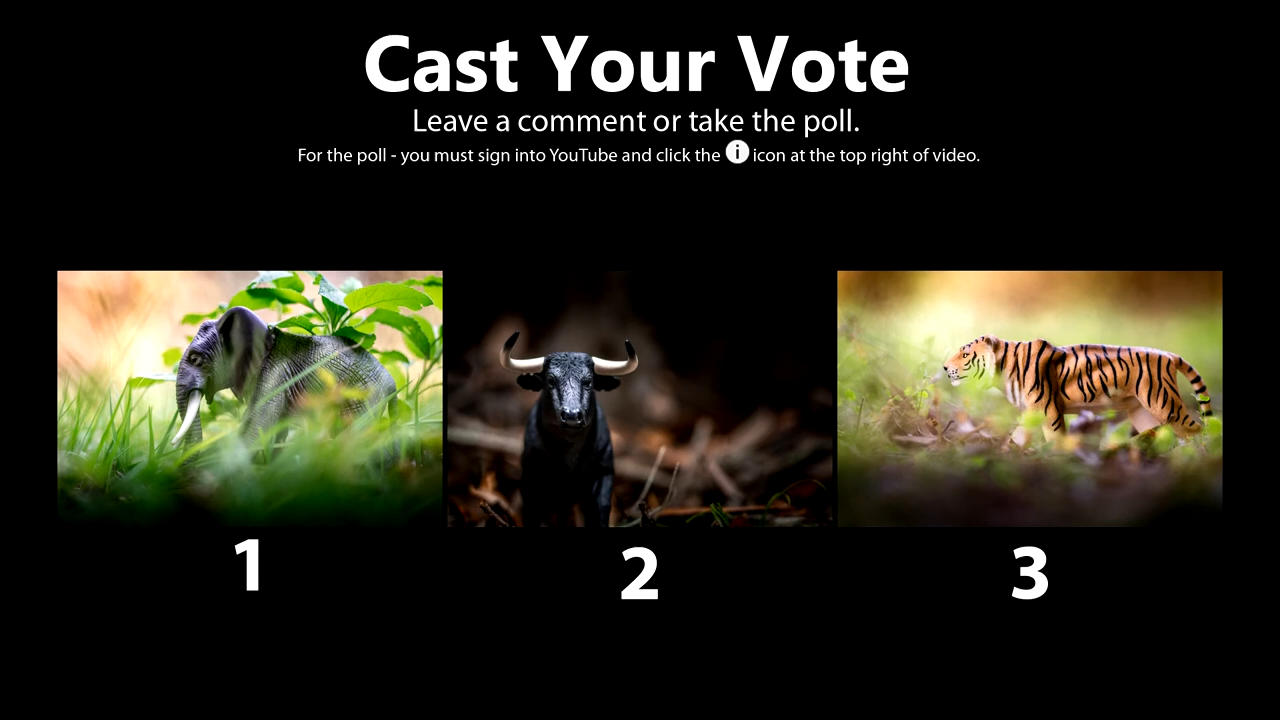 Cast Your Vote
Leave a comment or take the poll.
For the poll - you must sign into YouTube and click the i icon at the top right of video.
1
2
3